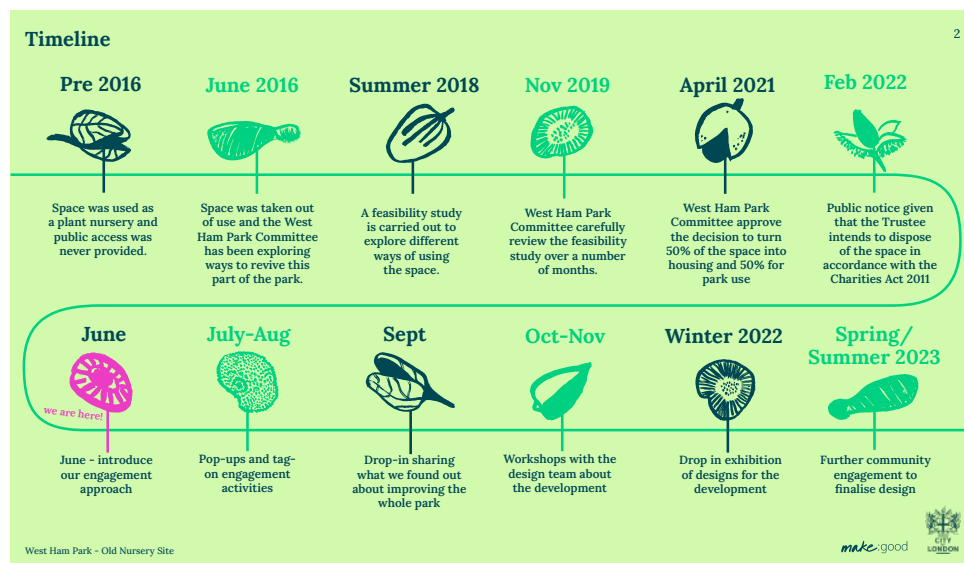 Timeline
2
Pre 2016
Space was used as
a plant nursery and
public access was
never provided.
June 2016
Space was taken out
of use and the West
Ham Park Committee
has been exploring
ways to revive this
part of the park.
Summer 2018
A feasibility study
is carried out to
explore different
ways of using
the space.
Nov 2019
West Ham Park
Committee carefully
review the feasibility
study over a number
of months.
April 2021
West Ham Park
Committee approve
the decision to turn
50% of the space into
housing and 50% for
park use
Feb 2022
Public notice given
that the Trustee
intends to dispose
of the space in
accordance with the
Charities Act 2011
June
we are here!
June - introduce
our engagement
approach
July-Aug
Pop-ups and tag-
on engagement
activities
Sept
Drop-in sharing
what we found out
about improving the
whole park
Oct-Nov
Workshops with the
design team about
the development
Winter 2022
Drop in exhibition
of designs for the
development
Spring/
Summer 2023
Further community
engagement to
finalise design
West Ham Park - Old Nursery Site
make:good
CITY
OF
LONDON